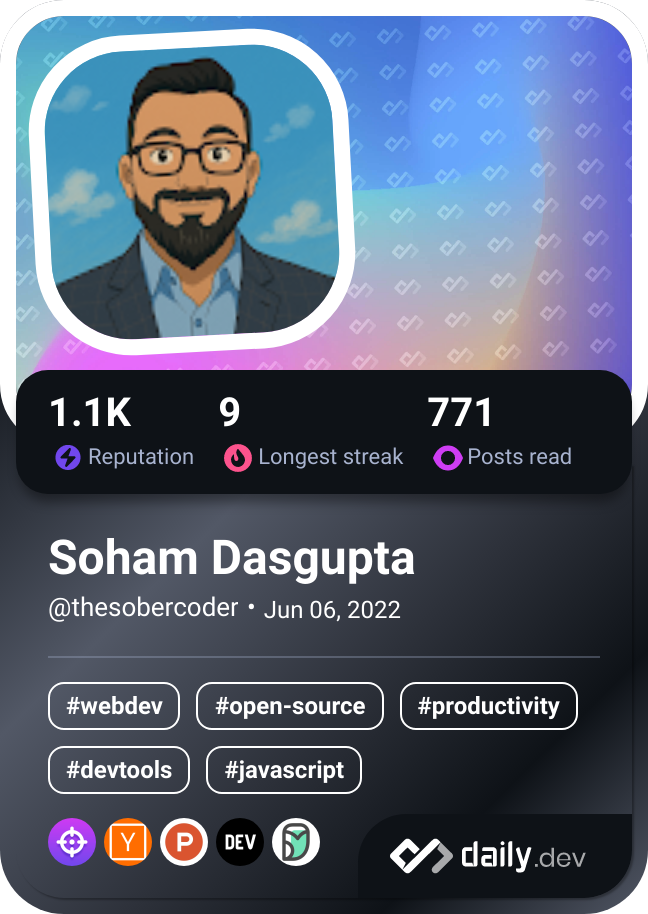 1.1K 9 771
Reputation Longest streak Posts read
Soham Dasgupta
@thesobercoder • Jun 06, 2022
#webdev #open-source #productivity
#devtools #javascript
Y P DEV
daily.dev